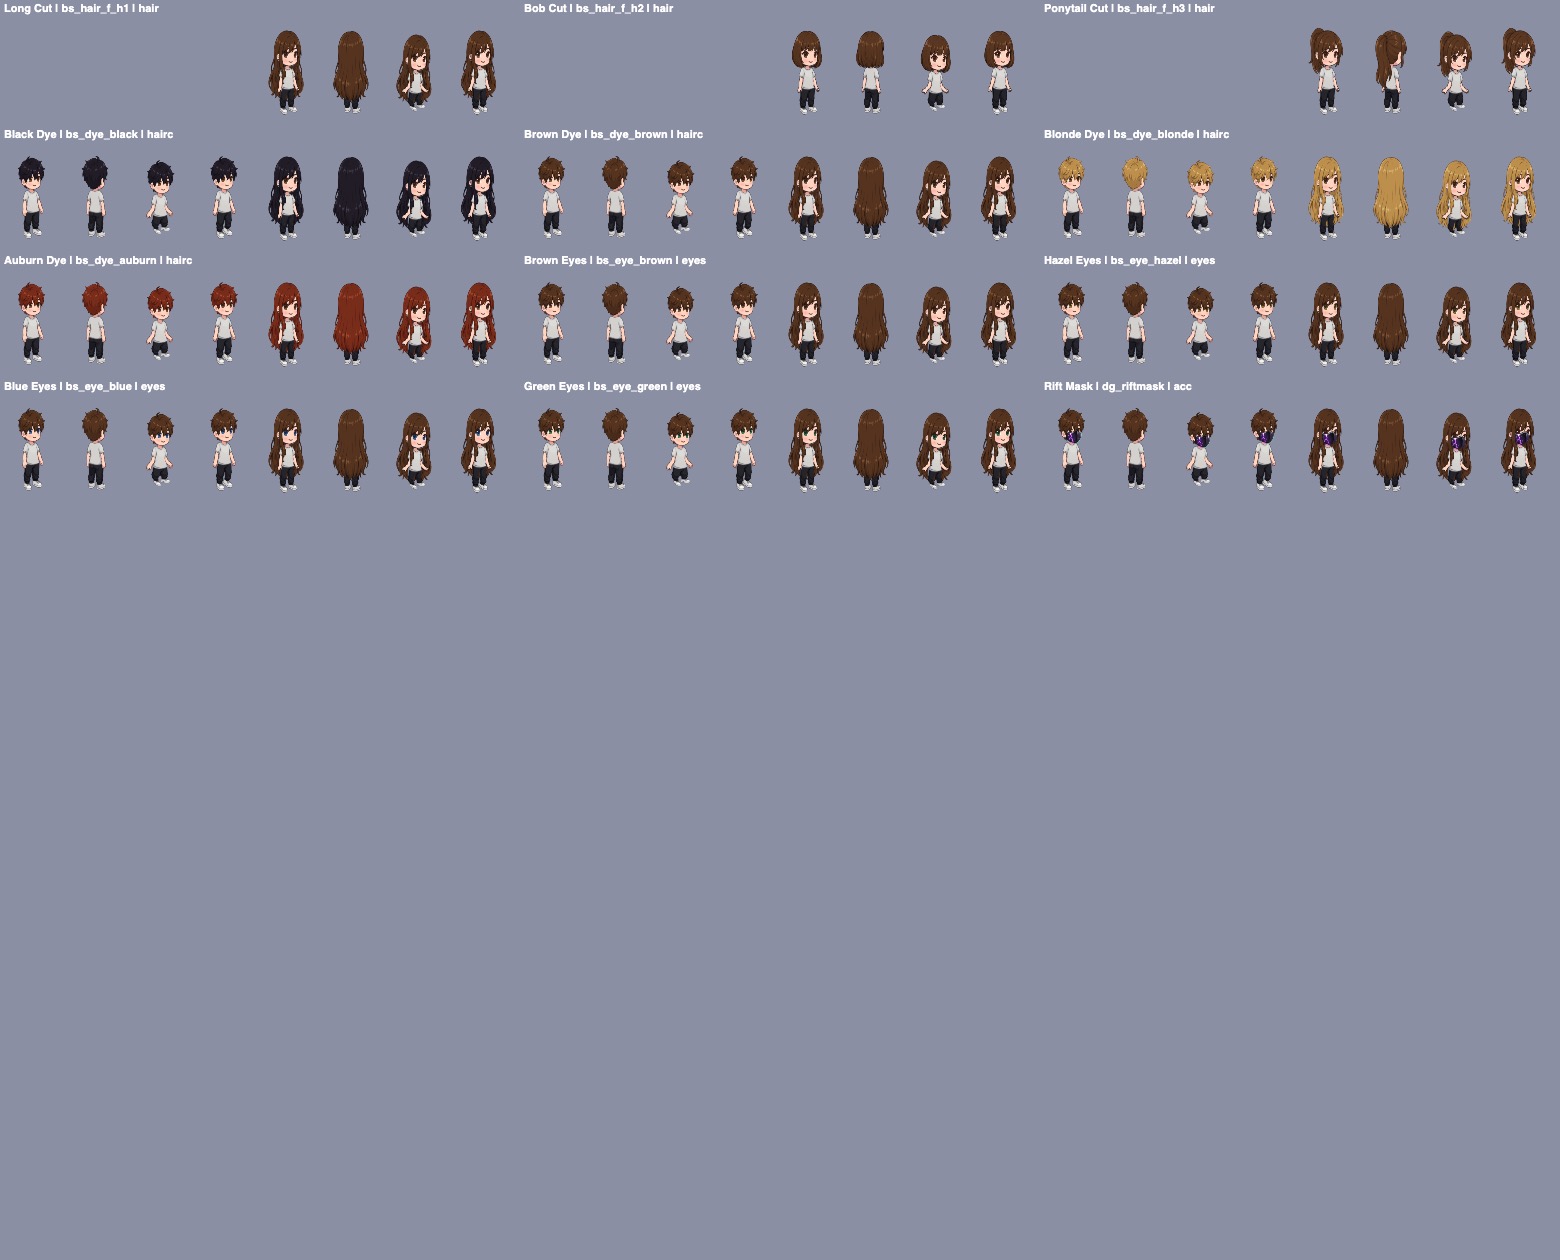 Long Cut | bs_hair_f_h1 | hair
Bob Cut | bs_hair_f_h2 | hair
Ponytail Cut | bs_hair_f_h3 | hair
Black Dye | bs_dye_black | hairc
Brown Dye | bs_dye_brown | hairc
Blonde Dye | bs_dye_blonde | hairc
Auburn Dye | bs_dye_auburn | hairc
Brown Eyes | bs_eye_brown | eyes
Hazel Eyes | bs_eye_hazel | eyes
Blue Eyes | bs_eye_blue | eyes
Green Eyes | bs_eye_green | eyes
Rift Mask | dg_riftmask | acc